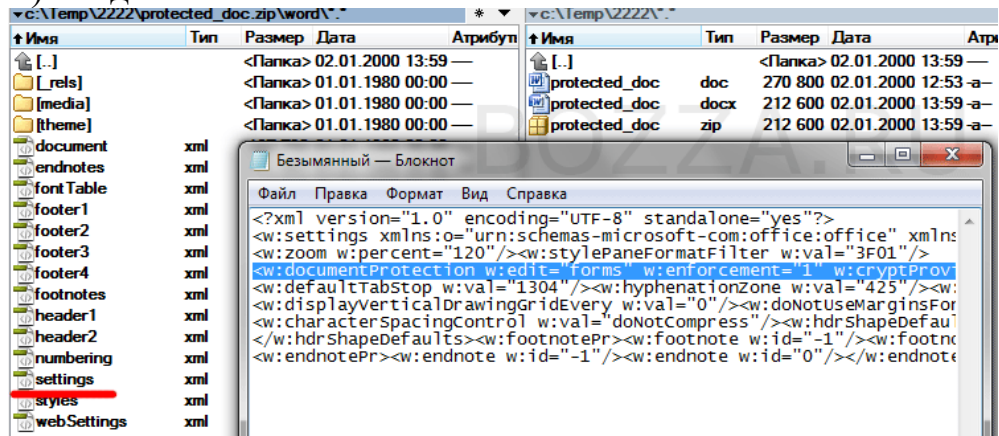 c:\Temp\2222\protected_doc.zip\word\*.* * ▼
Имя Тип Размер Дата Атрибут
[..] <Папка> 02.01.2000 13:59 —
[_rels] <Папка> 01.01.1980 00:00 —
[media] <Папка> 01.01.1980 00:00 —
[theme] <Папка> 01.01.1980 00:00 —
document xml
endnotes xml
fontTable xml
footer1 xml
footer2 xml
footer3 xml
footer4 xml
footnotes xml
header1 xml
header2 xml
numbering xml
settings xml
styles xml
webSettings xml
c:\Temp\2222\*.*
Имя Тип Размер Дата Атри
[..] <Папка> 02.01.2000 13:59 —
protected_doc doc 270 800 02.01.2000 12:53 -a–
protected_doc docx 212 600 02.01.2000 13:59 -a–
protected_doc zip 212 600 02.01.2000 13:59 -a–
BOZZA.RU
Безымянный — Блокнот
Файл Правка Формат Вид Справка
<?xml version="1.0" encoding="UTF-8" standalone="yes"?>
<w:settings xmlns:o="urn:schemas-microsoft-com:office:office" xmlns
<w:zoom w:percent="120"/><w:stylePaneFormatFilter w:val="3F01"/>
<w:documentProtection w:edit="forms" w:enforcement="1" w:cryptProvi
<w:defaultTabStop w:val="1304"/><w:hyphenationZone w:val="425"/><w:
<w:displayVerticalDrawingGridEvery w:val="0"/><w:doNotUseMarginsFor
<w:characterSpacingControl w:val="doNotCompress"/><w:hdrShapeDefaul
</w:hdrShapeDefaults><w:footnotePr><w:footnote w:id="-1"/><w:footno
<w:endnotePr><w:endnote w:id="-1"/><w:endnote w:id="0"/></w:endnote